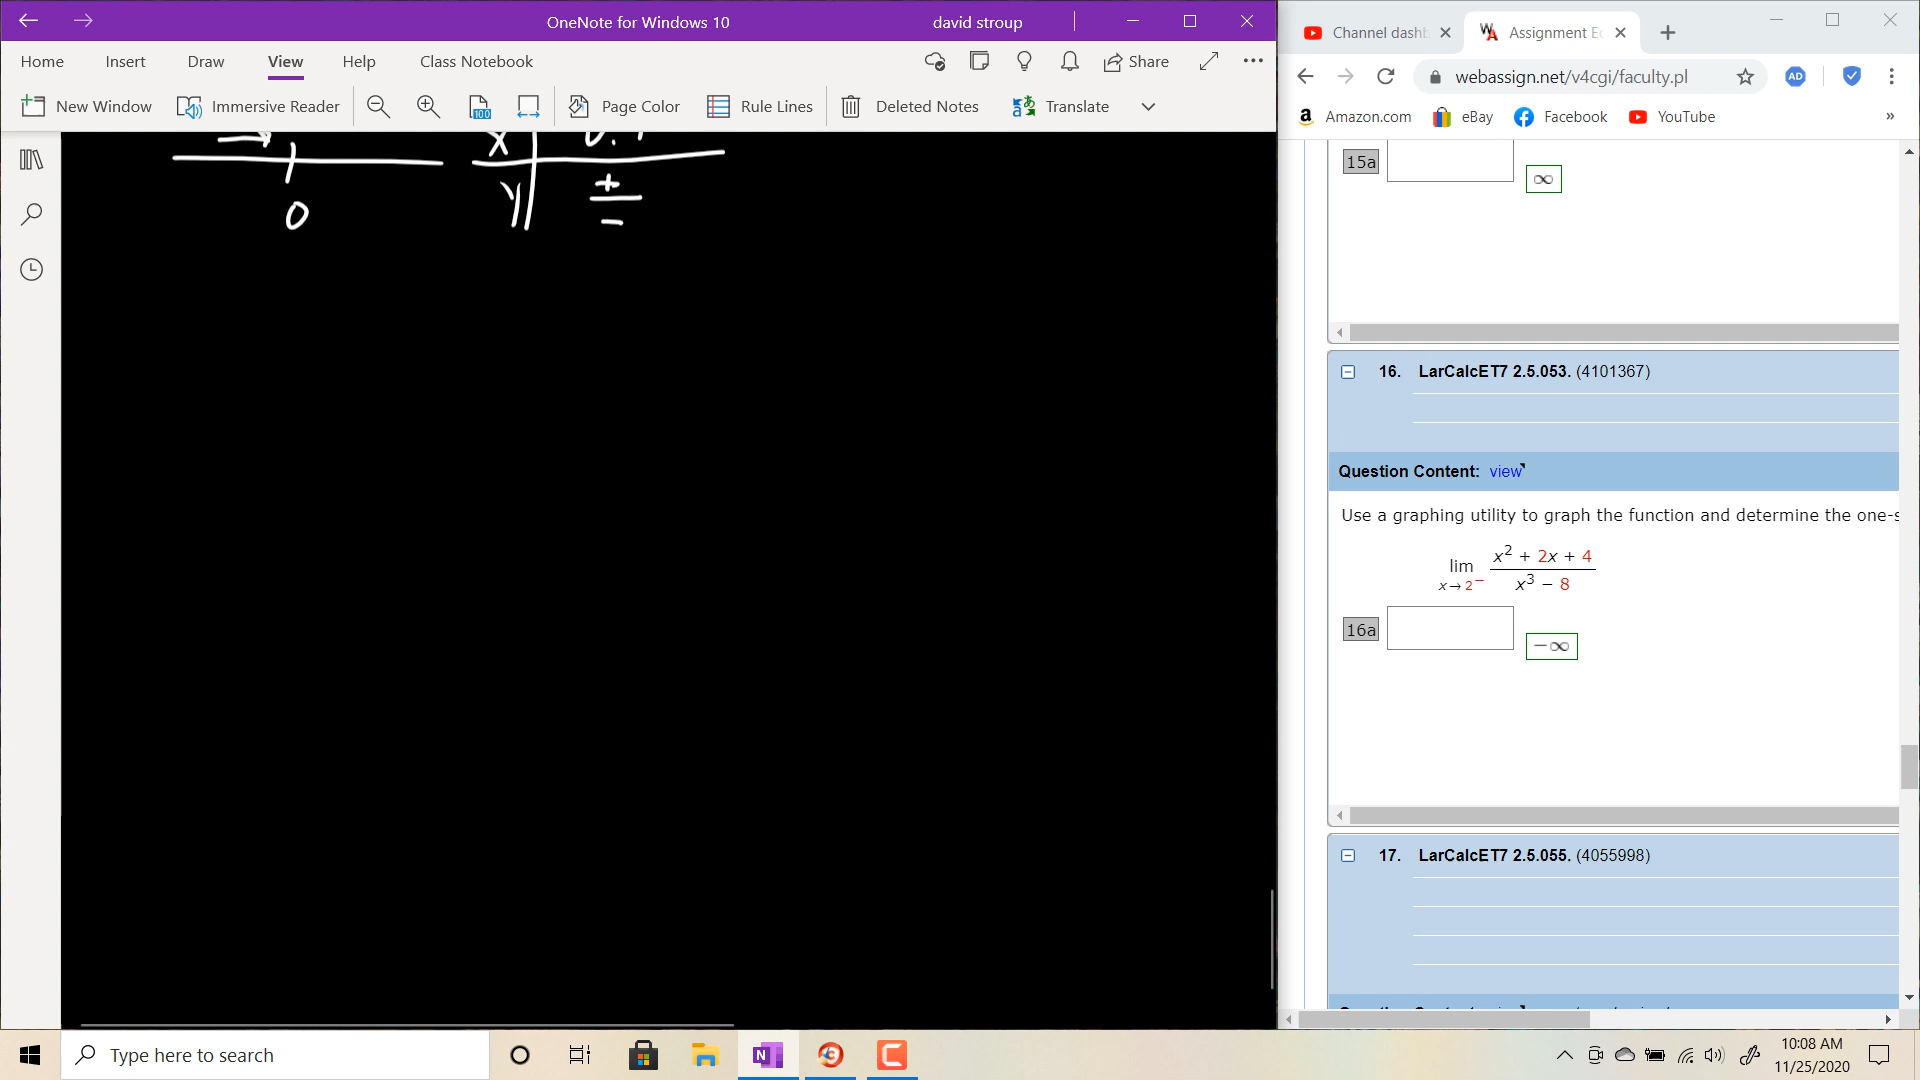 OneNote for Windows 10
david stroup
Home Insert Draw View Help Class Notebook
Share
New Window Immersive Reader Page Color Rule Lines Deleted Notes Translate
x
y
+
−
0
Channel dashb
Assignment Ed
webassign.net/v4cgi/faculty.pl
Amazon.com eBay Facebook YouTube »
15a
∞
16. LarCalcET7 2.5.053. (4101367)
Question Content: view
Use a graphing utility to graph the function and determine the one-s
lim x→2⁻ (x² + 2x + 4)/(x³ − 8)
16a
−∞
17. LarCalcET7 2.5.055. (4055998)
Type here to search
10:08 AM
11/25/2020